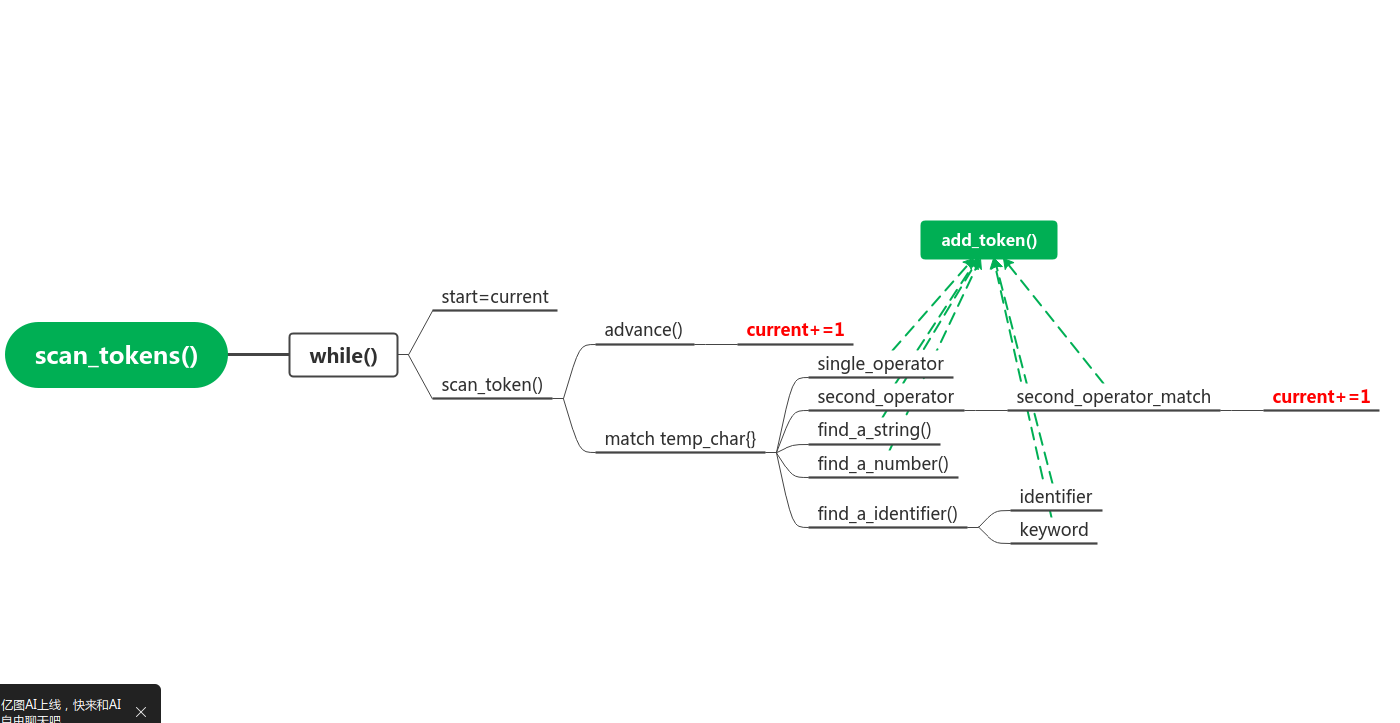 add_token()
start=current
advance()
current+=1
scan_tokens()
while()
single_operator
scan_token()
second_operator
second_operator_match
current+=1
find_a_string()
match temp_char{}
find_a_number()
identifier
find_a_identifier()
keyword
亿图AI上线，快来和AI
自由聊天吧